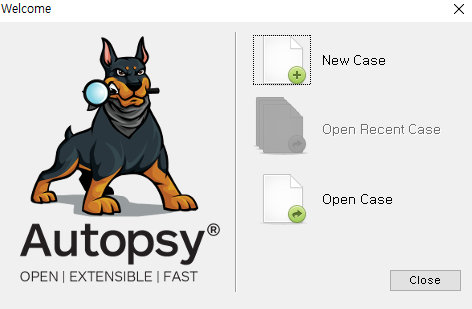 Welcome
New Case
Open Recent Case
Open Case
Autopsy®
OPEN | EXTENSIBLE | FAST
Close